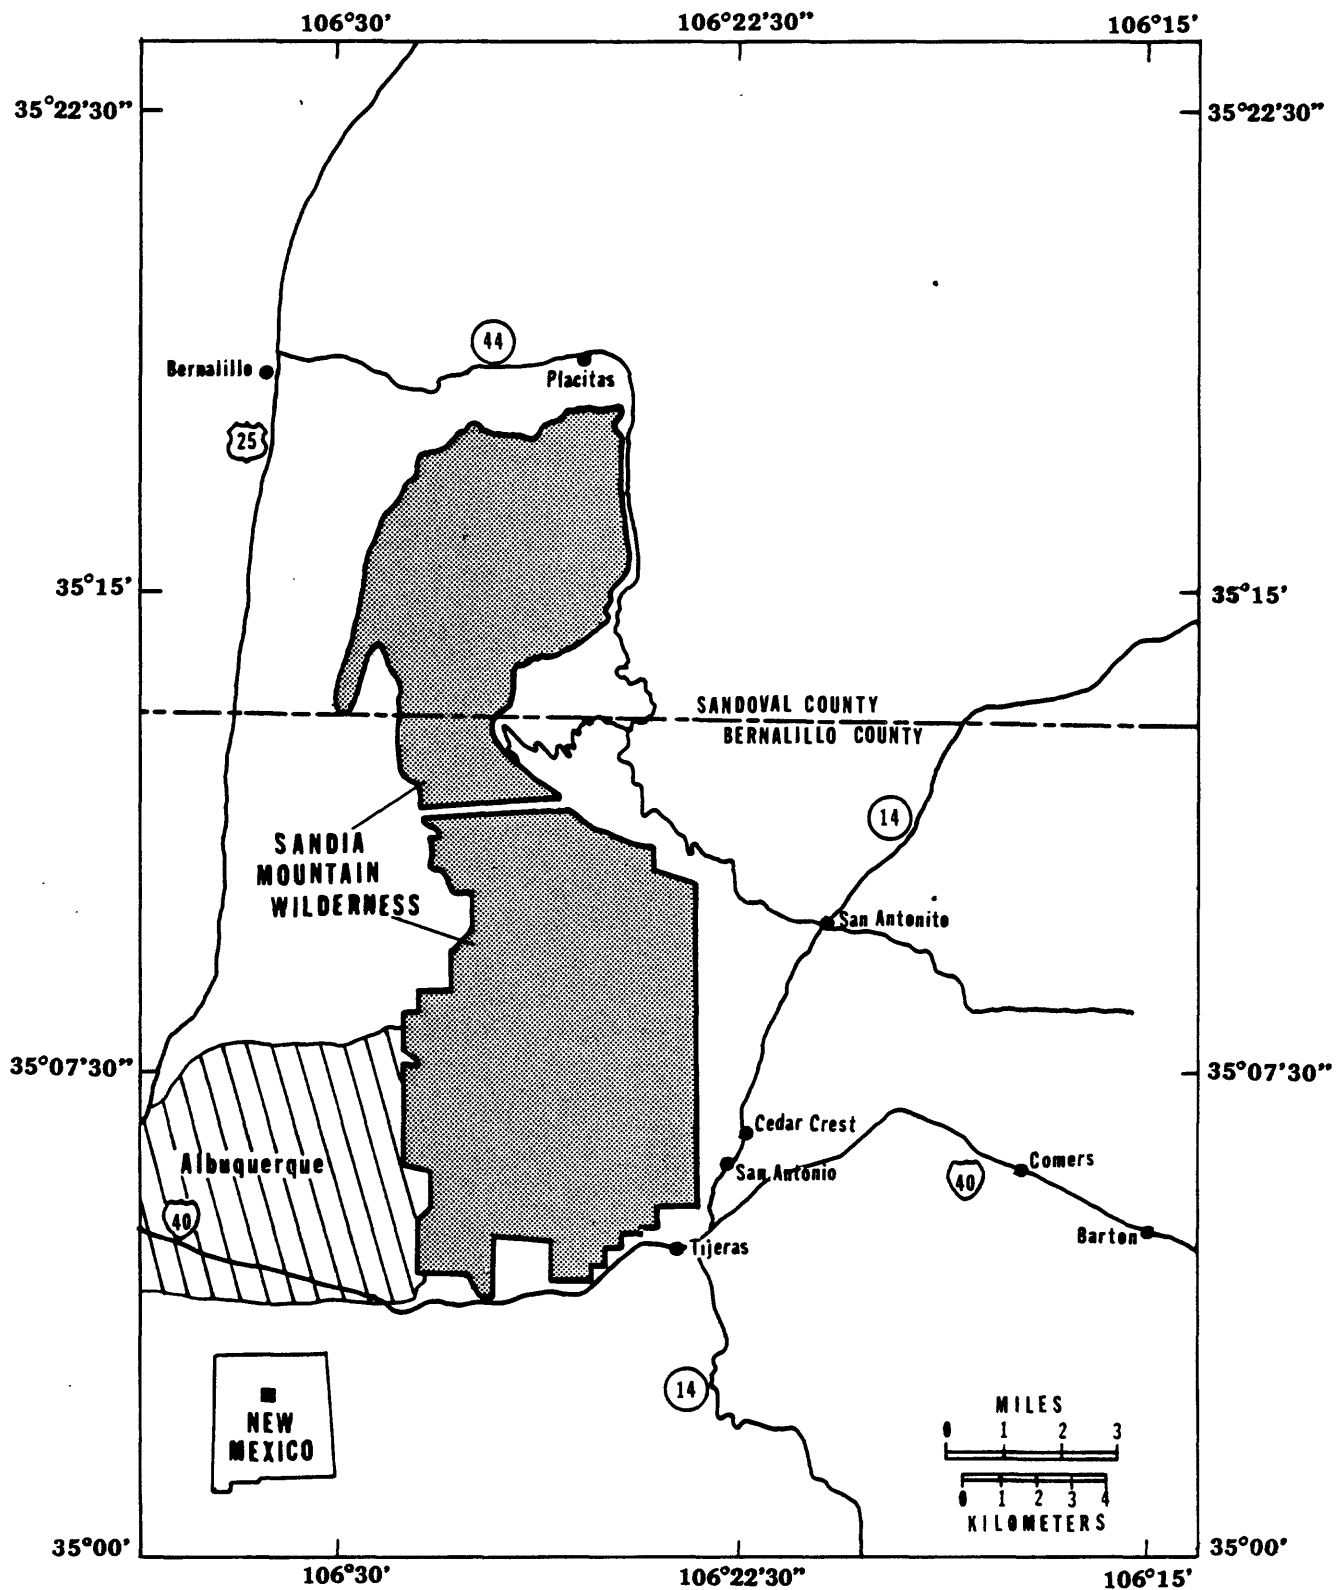 106°30'
106°22'30"
106°15'
35°22'30"
35°22'30"
44
Bernalillo
Placitas
25
35°15'
35°15'
SANDOVAL COUNTY
BERNALILLO COUNTY
14
SANDIA
MOUNTAIN
WILDERNESS
San Antonito
35°07'30"
35°07'30"
Cedar Crest
Albuquerque
San Antonio
Comers
40
40
Barton
Tijeras
14
NEW
MEXICO
MILES
0 1 2 3
0 1 2 3 4
KILOMETERS
35°00'
35°00'
106°30'
106°22'30"
106°15'